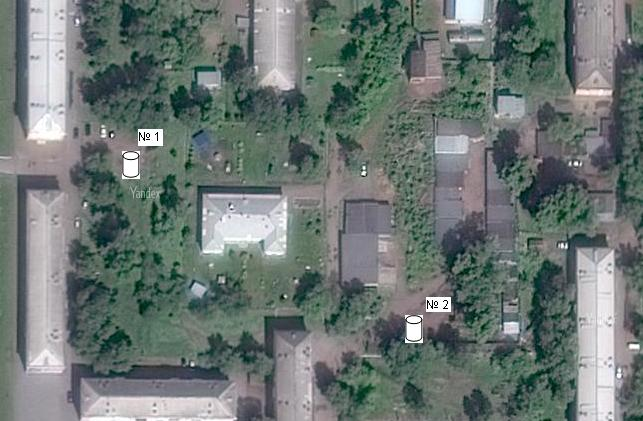 № 1
Yandex
№ 2